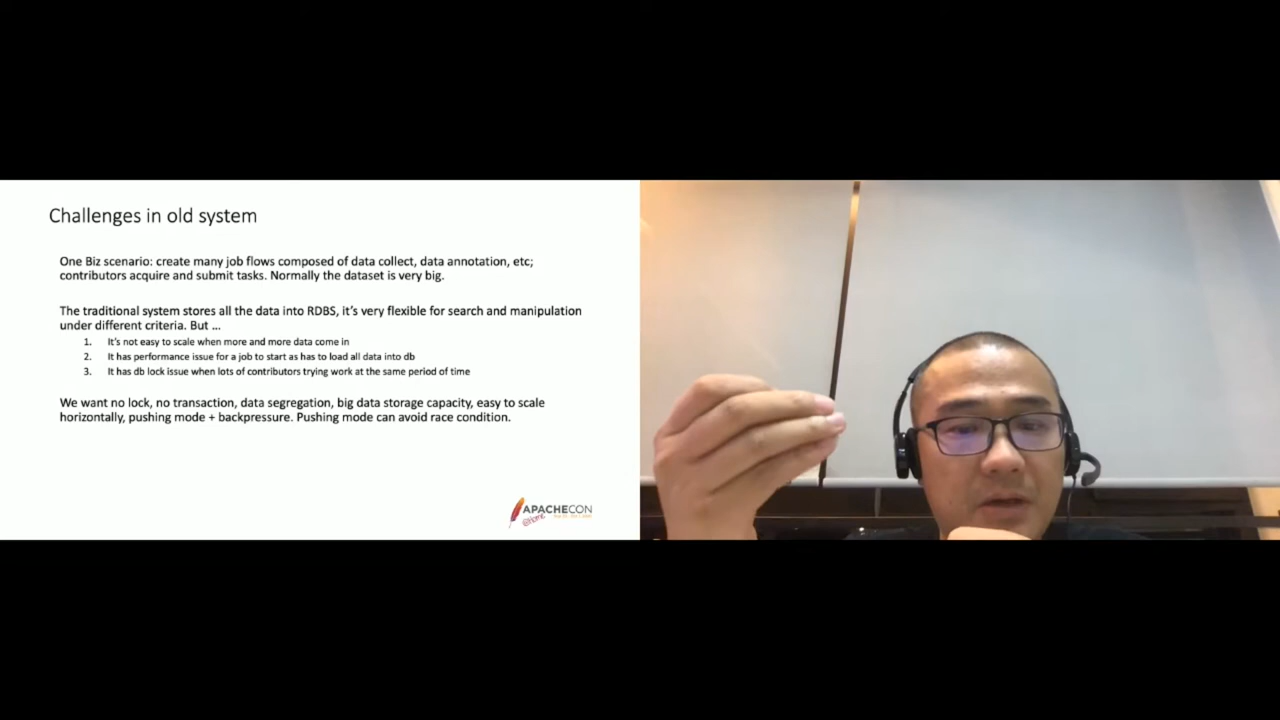 Challenges in old system
One Biz scenario: create many job flows composed of data collect, data annotation, etc;
contributors acquire and submit tasks. Normally the dataset is very big.
The traditional system stores all the data into RDBS, it's very flexible for search and manipulation
under different criteria. But ...
1. It's not easy to scale when more and more data come in
2. It has performance issue for a job to start as has to load all data into db
3. It has db lock issue when lots of contributors trying work at the same period of time
We want no lock, no transaction, data segregation, big data storage capacity, easy to scale
horizontally, pushing mode + backpressure. Pushing mode can avoid race condition.
APACHECON
@Home